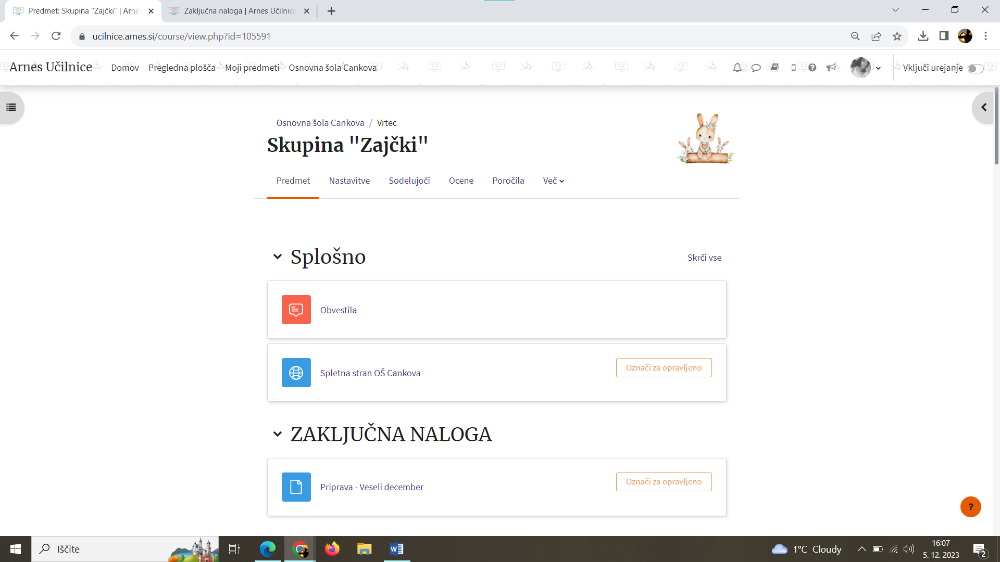 Predmet: Skupina "Zajčki" | Arne
Zaključna naloga | Arnes Učilnice
ucilnice.arnes.si/course/view.php?id=105591
Arnes Učilnice Domov Pregledna plošča Moji predmeti Osnovna šola Cankova Vključi urejanje
Osnovna šola Cankova / Vrtec
Skupina "Zajčki"
Predmet Nastavitve Sodelujoči Ocene Poročila Več
Splošno Skrči vse
Obvestila
Spletna stran OŠ Cankova Označi za opravljeno
ZAKLJUČNA NALOGA
Priprava - Veseli december Označi za opravljeno
?
Iščite 1°C Cloudy 16:07
5. 12. 2023 2